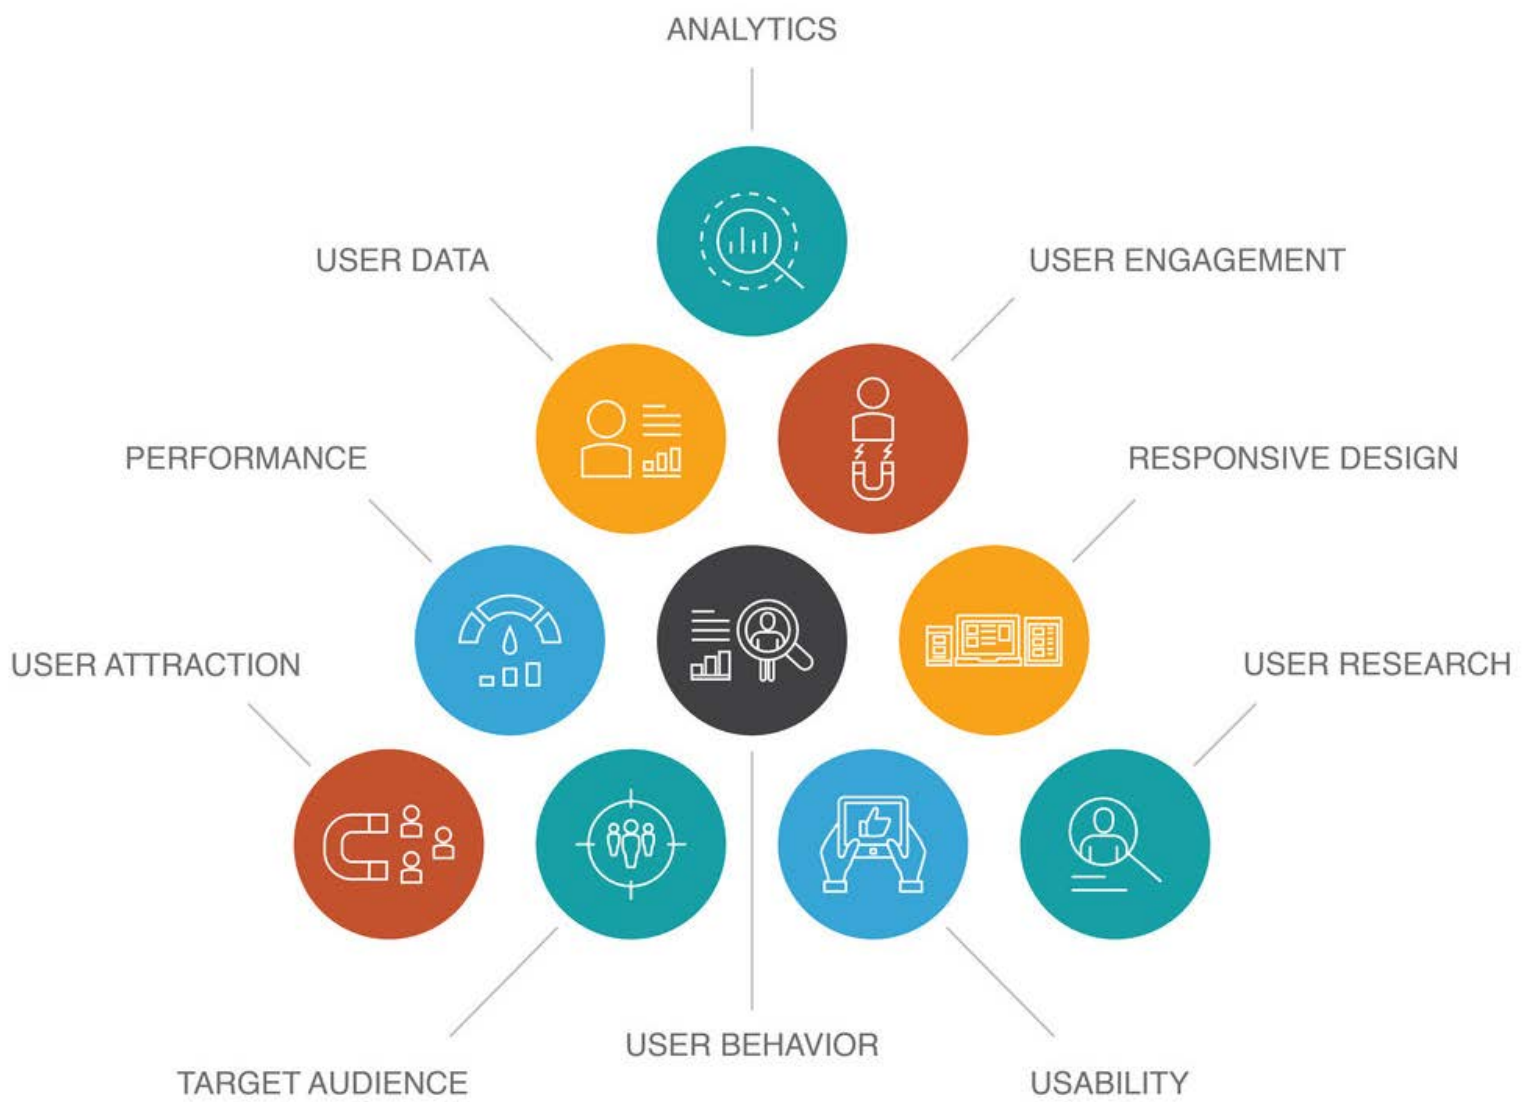 ANALYTICS
USER DATA
USER ENGAGEMENT
PERFORMANCE
RESPONSIVE DESIGN
USER ATTRACTION
USER RESEARCH
USER BEHAVIOR
TARGET AUDIENCE
USABILITY